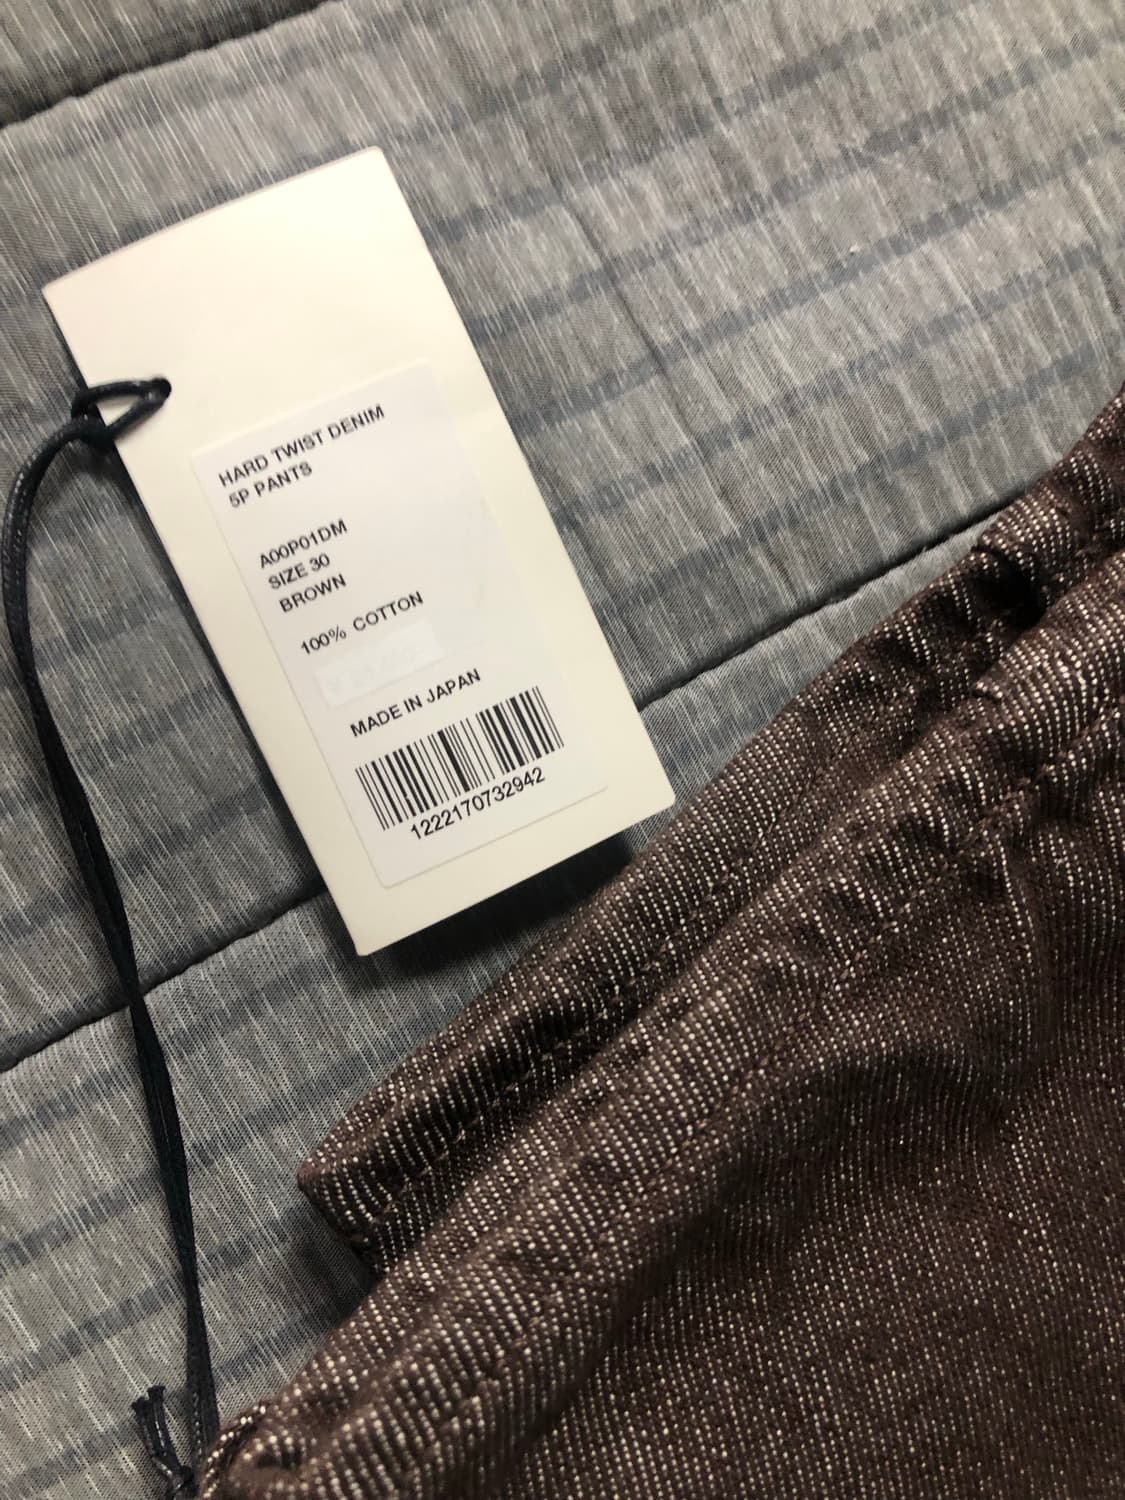 HARD TWIST DENIM
5P PANTS
A00P01DM
SIZE 30
BROWN
100% COTTON
MADE IN JAPAN
1222170732942